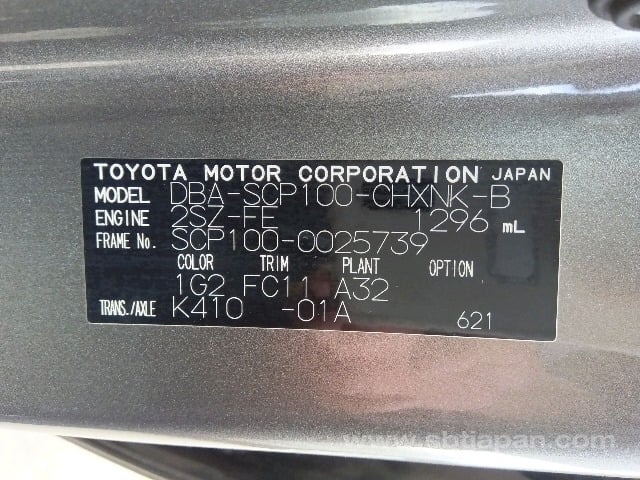 TOYOTA MOTOR CORPORATION JAPAN
MODEL DBA-SCP100-CHXNK-B
ENGINE 2SZ-FE 1296 mL
FRAME No. SCP100-0025739
COLOR TRIM PLANT OPTION
1G2 FC11 A32
TRANS./AXLE K410 -01A 621
www.sbtjapan.com